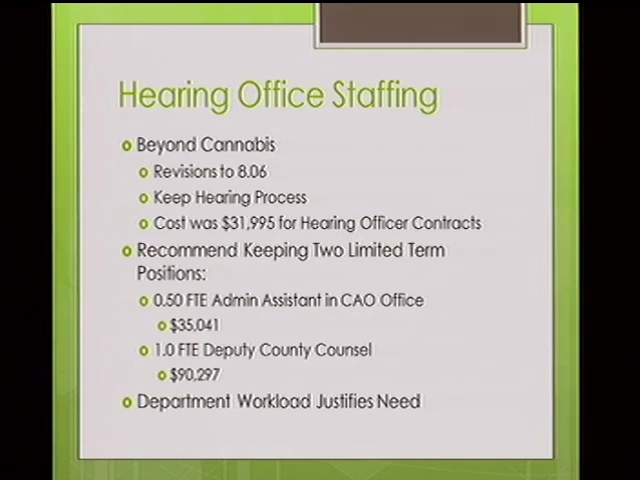 Hearing Office Staffing
Beyond Cannabis
Revisions to 8.06
Keep Hearing Process
Cost was $31,995 for Hearing Officer Contracts
Recommend Keeping Two Limited Term
Positions:
0.50 FTE Admin Assistant in CAO Office
$35,041
1.0 FTE Deputy County Counsel
$90,297
Department Workload Justifies Need